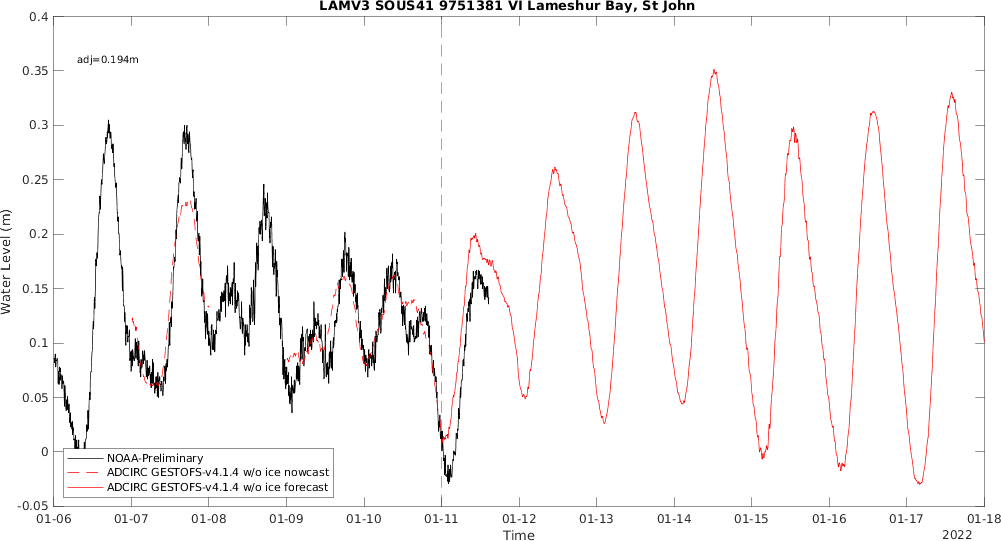 LAMV3 SOUS41 9751381 VI Lameshur Bay, St John
0.4
0.35
0.3
0.25
0.2
0.15
0.1
0.05
0
-0.05
Water Level (m)
adj=0.194m
NOAA-Preliminary
ADCIRC GESTOFS-v4.1.4 w/o ice nowcast
ADCIRC GESTOFS-v4.1.4 w/o ice forecast
01-06 01-07 01-08 01-09 01-10 01-11 01-12 01-13 01-14 01-15 01-16 01-17 01-18
Time
2022